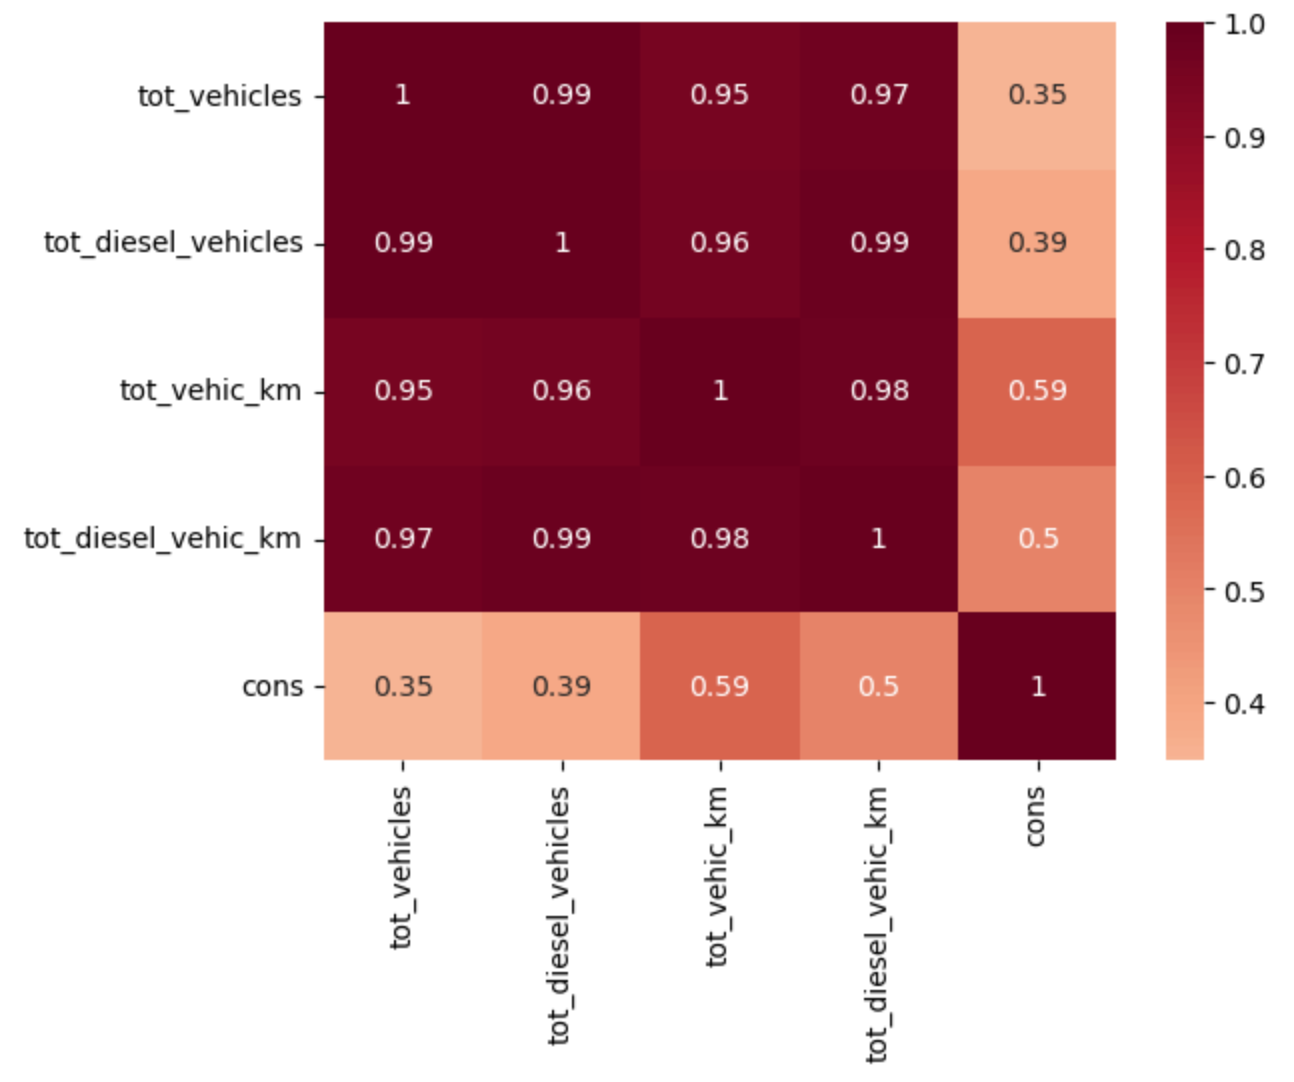 tot_vehicles 1 0.99 0.95 0.97 0.35
tot_diesel_vehicles 0.99 1 0.96 0.99 0.39
tot_vehic_km 0.95 0.96 1 0.98 0.59
tot_diesel_vehic_km 0.97 0.99 0.98 1 0.5
cons 0.35 0.39 0.59 0.5 1
tot_vehicles
tot_diesel_vehicles
tot_vehic_km
tot_diesel_vehic_km
cons
1.0
0.9
0.8
0.7
0.6
0.5
0.4